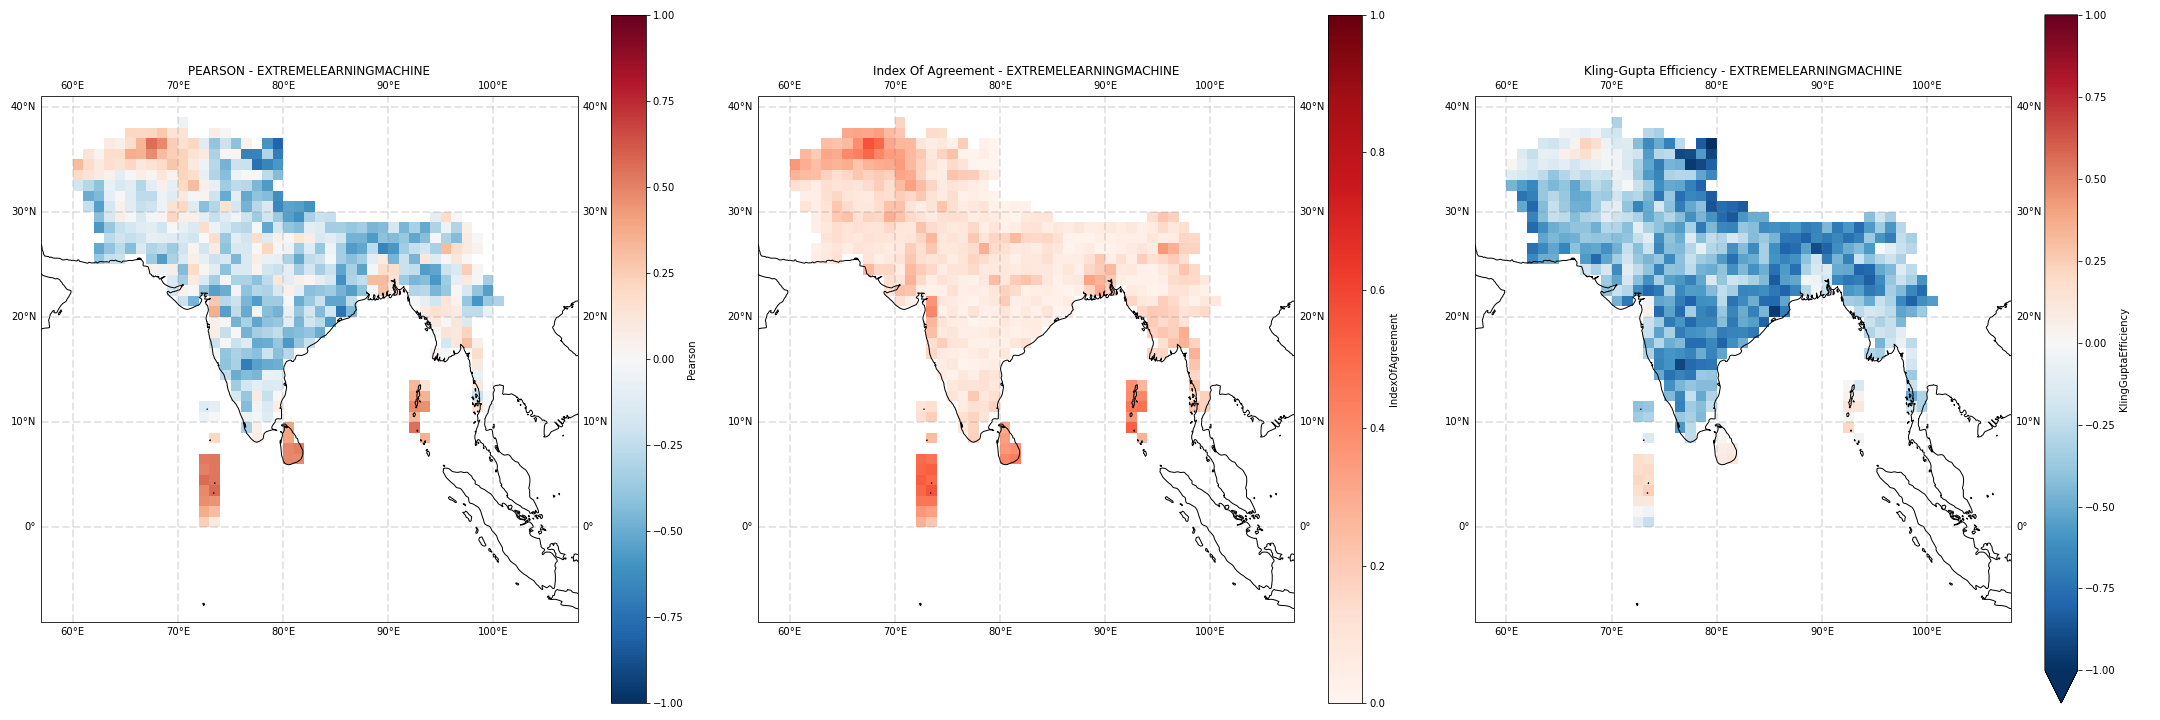 PEARSON - EXTREMELEARNINGMACHINE
60°E 70°E 80°E 90°E 100°E
40°N 40°N
30°N 30°N
20°N 20°N
10°N 10°N
0° 0°
60°E 70°E 80°E 90°E 100°E
1.00
0.75
0.50
0.25
0.00
−0.25
−0.50
−0.75
−1.00
Pearson
Index Of Agreement - EXTREMELEARNINGMACHINE
60°E 70°E 80°E 90°E 100°E
40°N 40°N
30°N 30°N
20°N 20°N
10°N 10°N
0° 0°
60°E 70°E 80°E 90°E 100°E
1.0
0.8
0.6
0.4
0.2
0.0
IndexOfAgreement
Kling-Gupta Efficiency - EXTREMELEARNINGMACHINE
60°E 70°E 80°E 90°E 100°E
40°N 40°N
30°N 30°N
20°N 20°N
10°N 10°N
0° 0°
60°E 70°E 80°E 90°E 100°E
1.00
0.75
0.50
0.25
0.00
−0.25
−0.50
−0.75
−1.00
KlingGuptaEfficiency